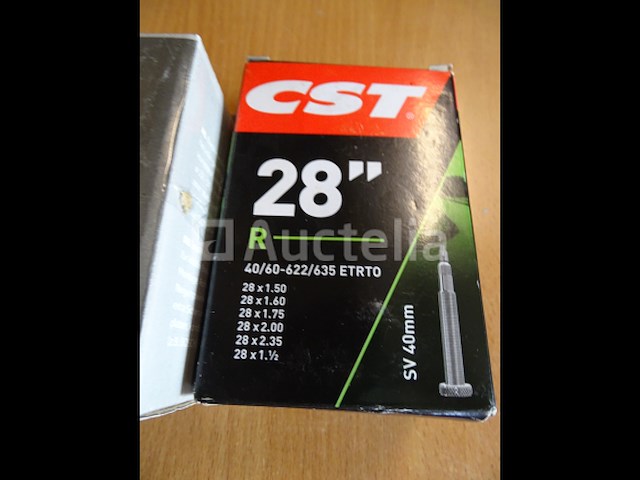 CST®
28"
R
Auctelia
40/60-622/635 ETRTO
28 x 1.50
28 x 1.60
28 x 1.75
28 x 2.00
28 x 2.35
28 x 1.½
SV 40mm